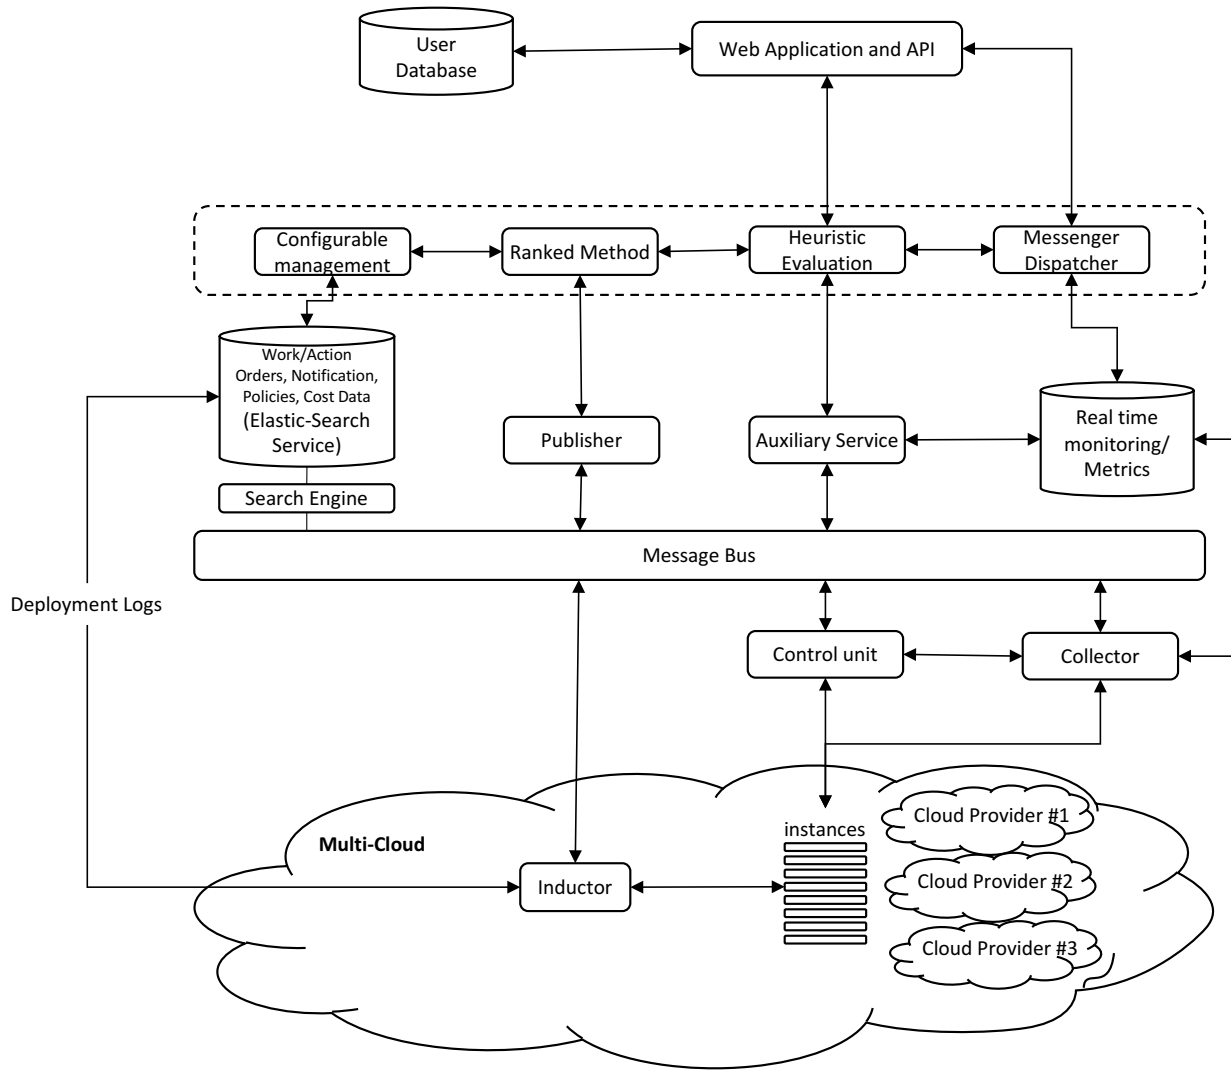 User
Database
Web Application and API
Configurable
management
Ranked Method
Heuristic
Evaluation
Messenger
Dispatcher
Work/Action
Orders, Notification,
Policies, Cost Data
(Elastic-Search
Service)
Publisher
Auxiliary Service
Real time
monitoring/
Metrics
Search Engine
Message Bus
Deployment Logs
Control unit
Collector
Multi-Cloud
instances
Cloud Provider #1
Inductor
Cloud Provider #2
Cloud Provider #3